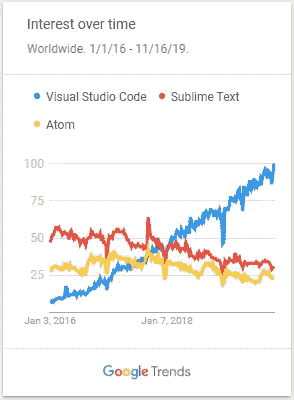 Interest over time
Worldwide. 1/1/16 - 11/16/19.
Visual Studio Code Sublime Text
Atom
100
75
50
25
Jan 3, 2016 Jan 7, 2018
Google Trends